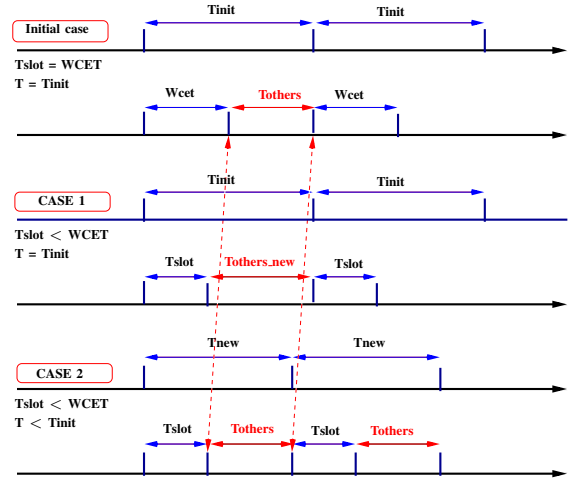 Tinit Tinit
Initial case
Tslot = WCET
T = Tinit
Wcet Tothers Wcet
Tinit Tinit
CASE 1
Tslot < WCET
T = Tinit
Tslot Tothers_new Tslot
Tnew Tnew
CASE 2
Tslot < WCET
T < Tinit
Tslot Tothers Tslot Tothers